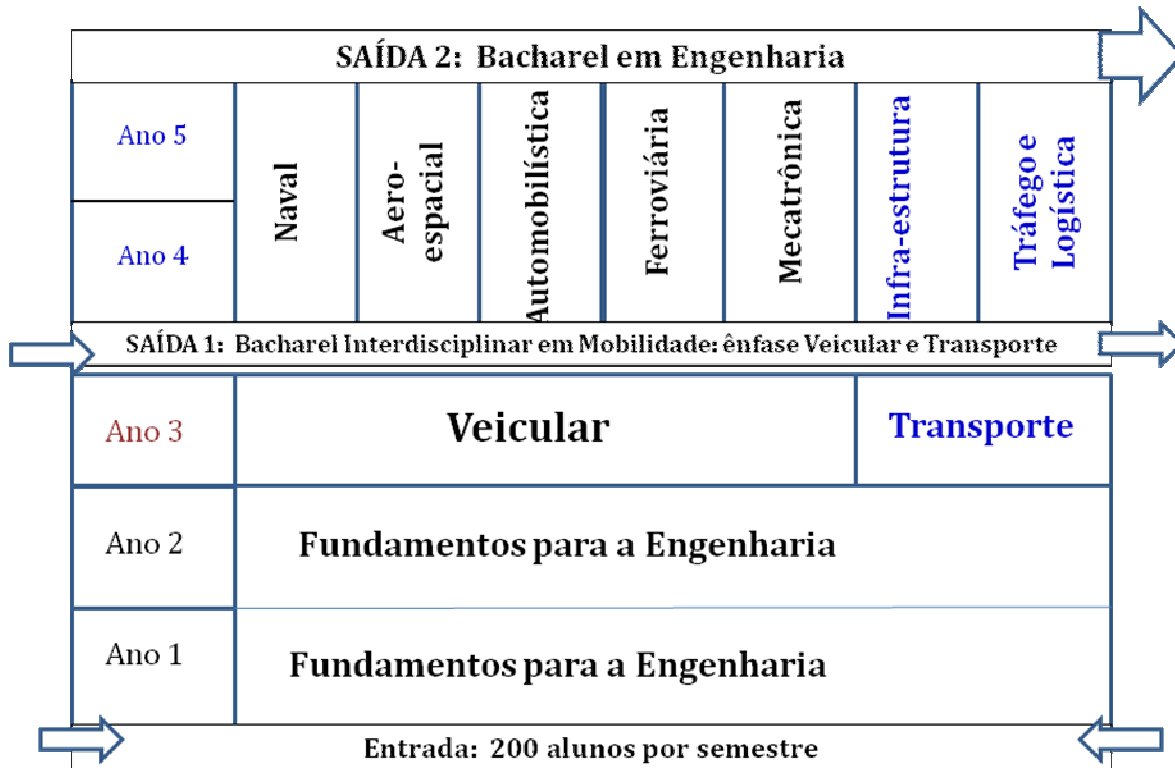 SAÍDA 2: Bacharel em Engenharia
Ano 5
Ano 4
Naval
Aero-
espacial
Automobilística
Ferroviária
Mecatrônica
Infra-estrutura
Tráfego e
Logística
SAÍDA 1: Bacharel Interdisciplinar em Mobilidade: ênfase Veicular e Transporte
Ano 3
Veicular
Transporte
Ano 2
Fundamentos para a Engenharia
Ano 1
Fundamentos para a Engenharia
Entrada: 200 alunos por semestre